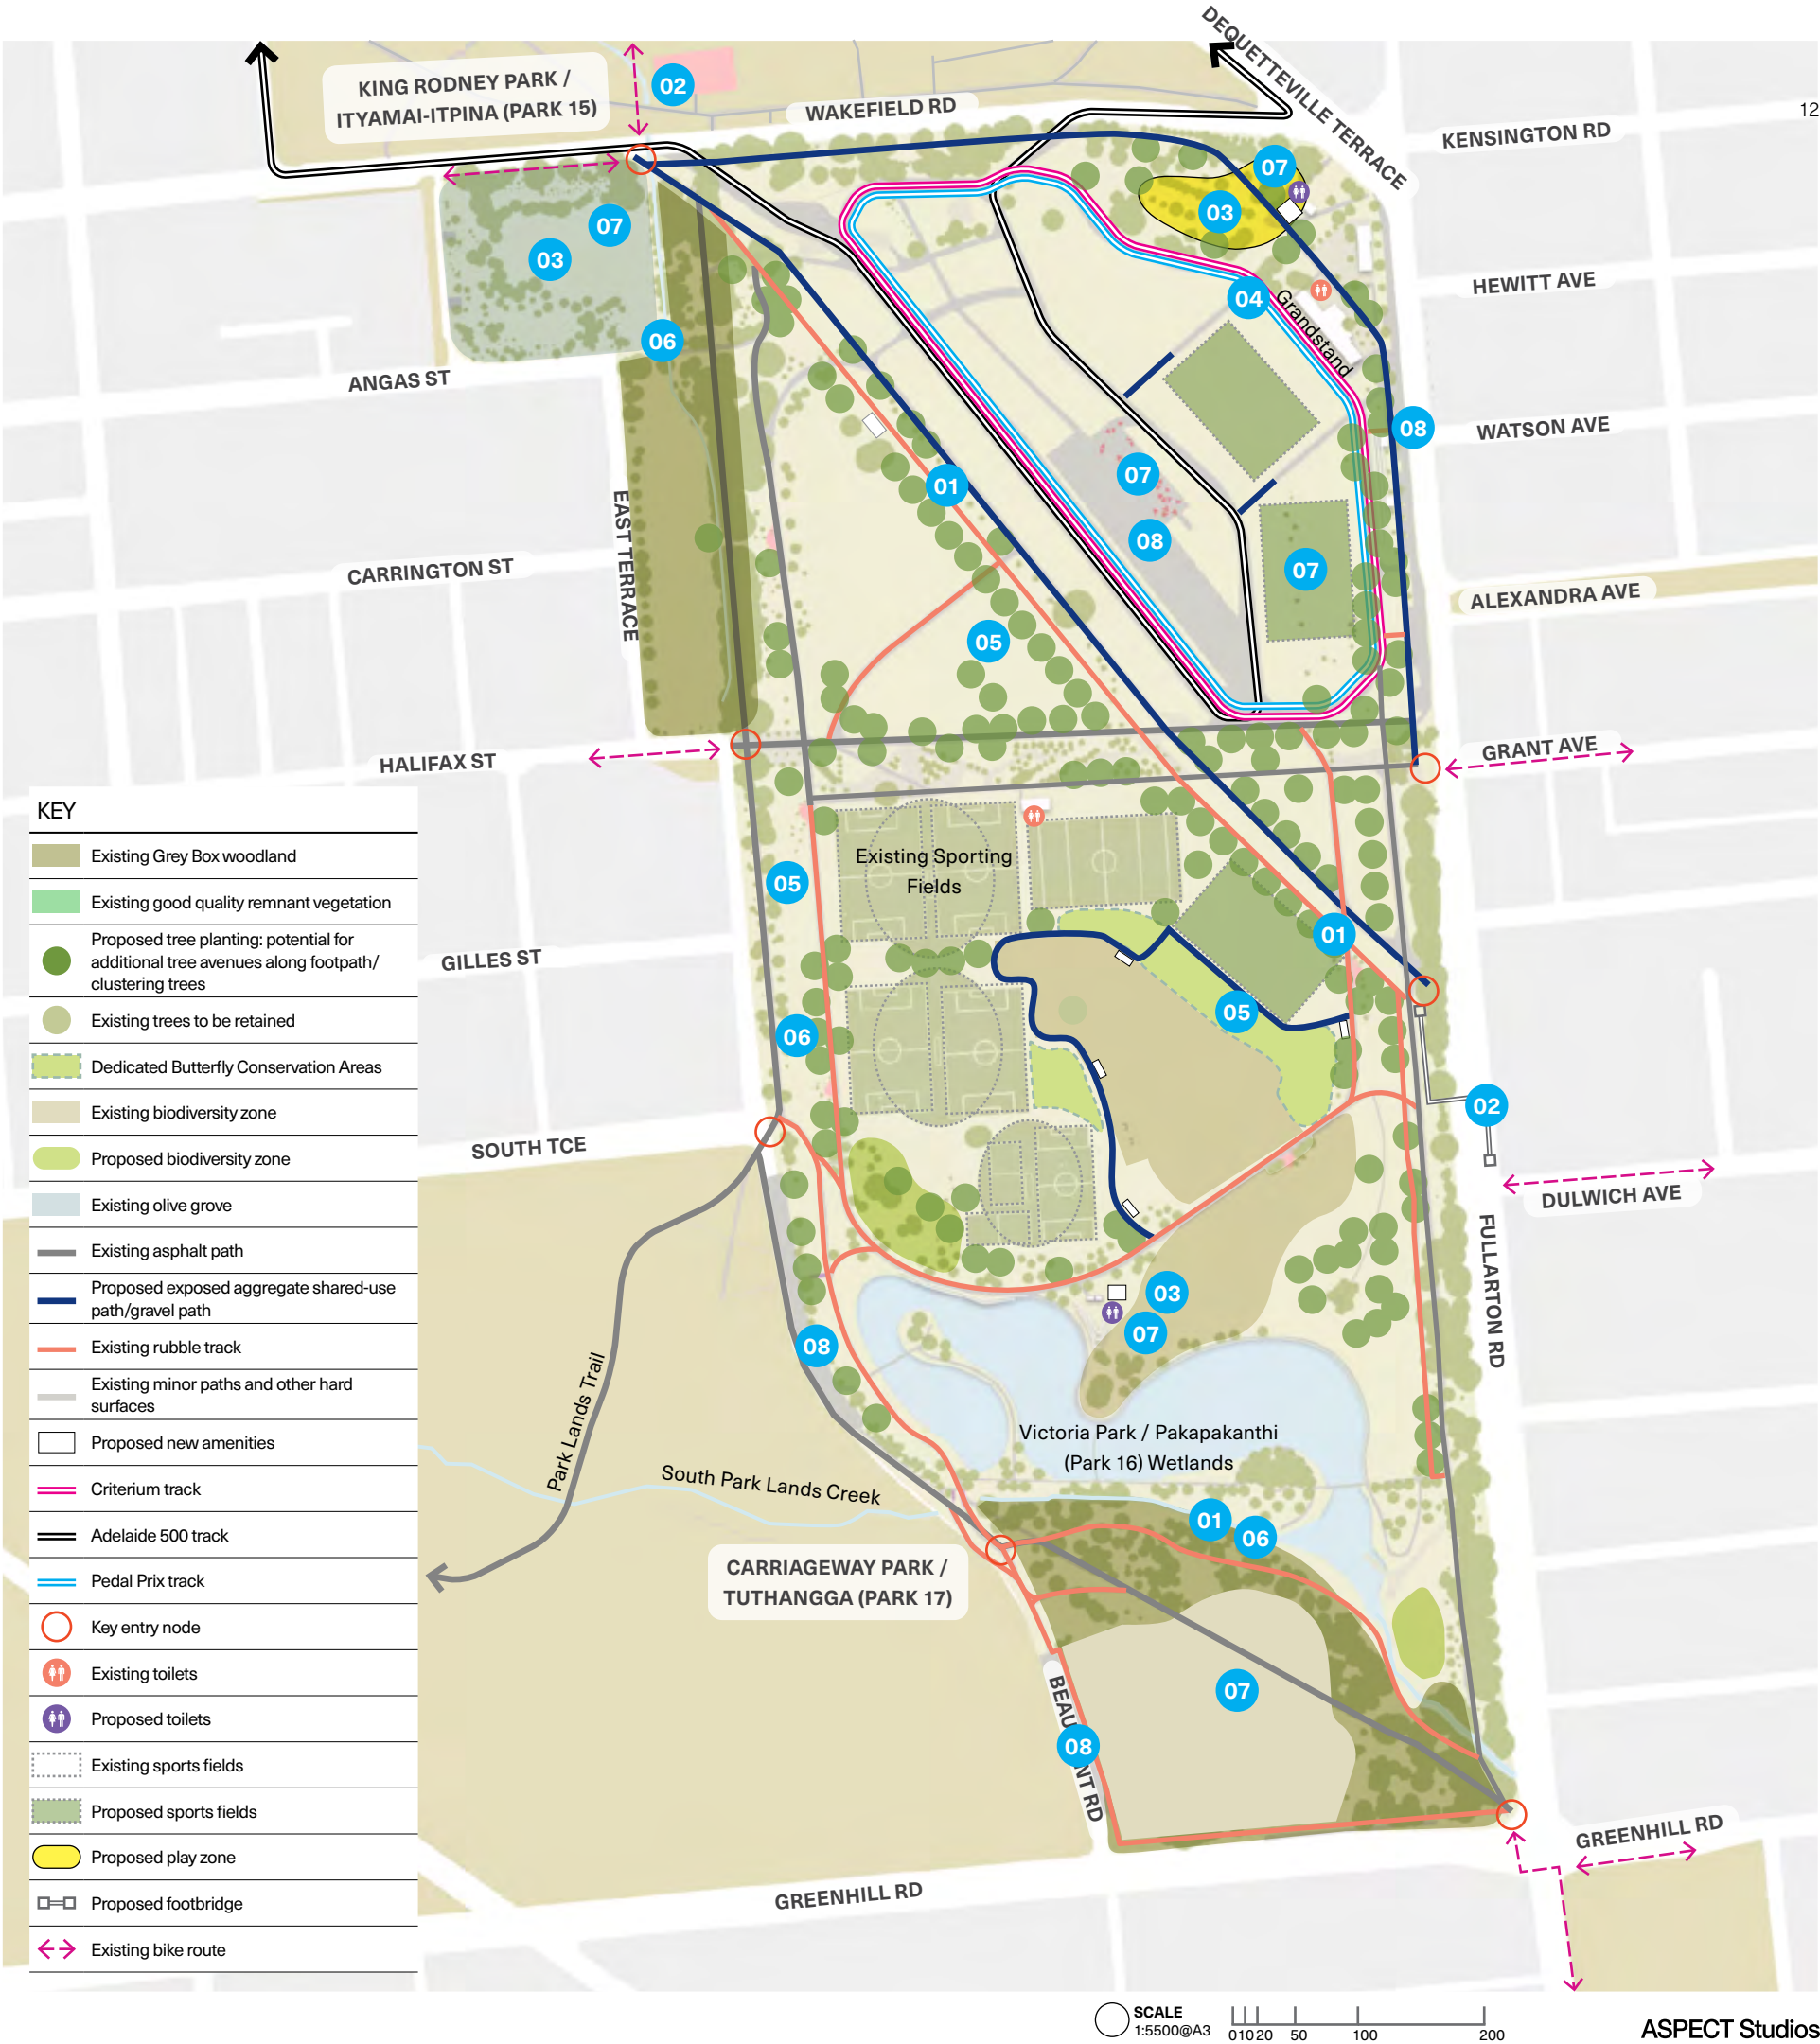 DEQUETTEVILLE TERRACE
KING RODNEY PARK /
ITYAMAI-ITPINA (PARK 15)
02
WAKEFIELD RD
12
KENSINGTON RD
07
03
07
03
04
Grandstand
HEWITT AVE
06
ANGAS ST
08
WATSON AVE
01
07
08
EAST TERRACE
CARRINGTON ST
07
ALEXANDRA AVE
05
HALIFAX ST
GRANT AVE
Existing Sporting
Fields
05
01
GILLES ST
05
06
02
SOUTH TCE
DULWICH AVE
FULLARTON RD
03
07
08
Park Lands Trail
Victoria Park / Pakapakanthi
(Park 16) Wetlands
South Park Lands Creek
01
06
CARRIAGEWAY PARK /
TUTHANGGA (PARK 17)
07
BEAU NT RD
08
GREENHILL RD
GREENHILL RD
KEY
Existing Grey Box woodland
Existing good quality remnant vegetation
Proposed tree planting: potential for
additional tree avenues along footpath/
clustering trees
Existing trees to be retained
Dedicated Butterfly Conservation Areas
Existing biodiversity zone
Proposed biodiversity zone
Existing olive grove
Existing asphalt path
Proposed exposed aggregate shared-use
path/gravel path
Existing rubble track
Existing minor paths and other hard
surfaces
Proposed new amenities
Criterium track
Adelaide 500 track
Pedal Prix track
Key entry node
Existing toilets
Proposed toilets
Existing sports fields
Proposed sports fields
Proposed play zone
Proposed footbridge
Existing bike route
SCALE
1:5500@A3
0 10 20 50 100 200
ASPECT Studios